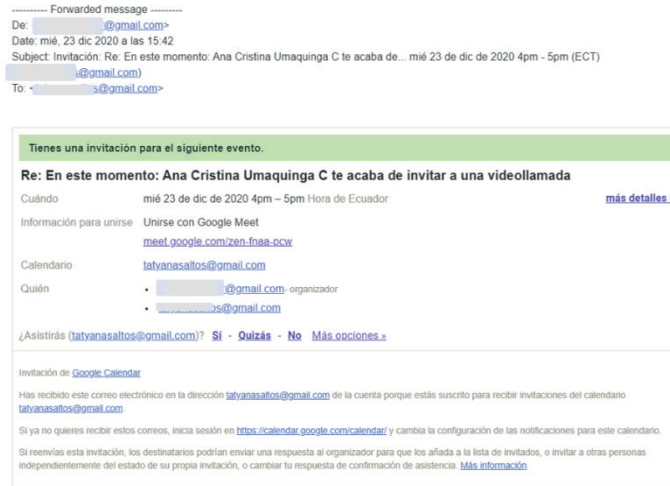 ---------- Forwarded message ---------
De: @gmail.com>
Date: mié, 23 dic 2020 a las 15:42
Subject: Invitación: Re: En este momento: Ana Cristina Umaquinga C te acaba de... mié 23 de dic de 2020 4pm - 5pm (ECT)
s@gmail.com)
To: < s@gmail.com>
Tienes una invitación para el siguiente evento.
Re: En este momento: Ana Cristina Umaquinga C te acaba de invitar a una videollamada
Cuándo mié 23 de dic de 2020 4pm – 5pm Hora de Ecuador más detalles
Información para unirse Unirse con Google Meet
meet.google.com/zen-fnaa-pcw
Calendario tatyanasaltos@gmail.com
Quién • @gmail.com- organizador
• s@gmail.com
¿Asistirás (tatyanasaltos@gmail.com)? Sí - Quizás - No Más opciones »
Invitación de Google Calendar
Has recibido este correo electrónico en la dirección tatyanasaltos@gmail.com de la cuenta porque estás suscrito para recibir invitaciones del calendario
tatyanasaltos@gmail.com.
Si ya no quieres recibir estos correos, inicia sesión en https://calendar.google.com/calendar/ y cambia la configuración de las notificaciones para este calendario.
Si reenvías esta invitación, los destinatarios podrían enviar una respuesta al organizador para que los añada a la lista de invitados, o invitar a otras personas
independientemente del estado de su propia invitación, o cambiar tu respuesta de confirmación de asistencia. Más información.